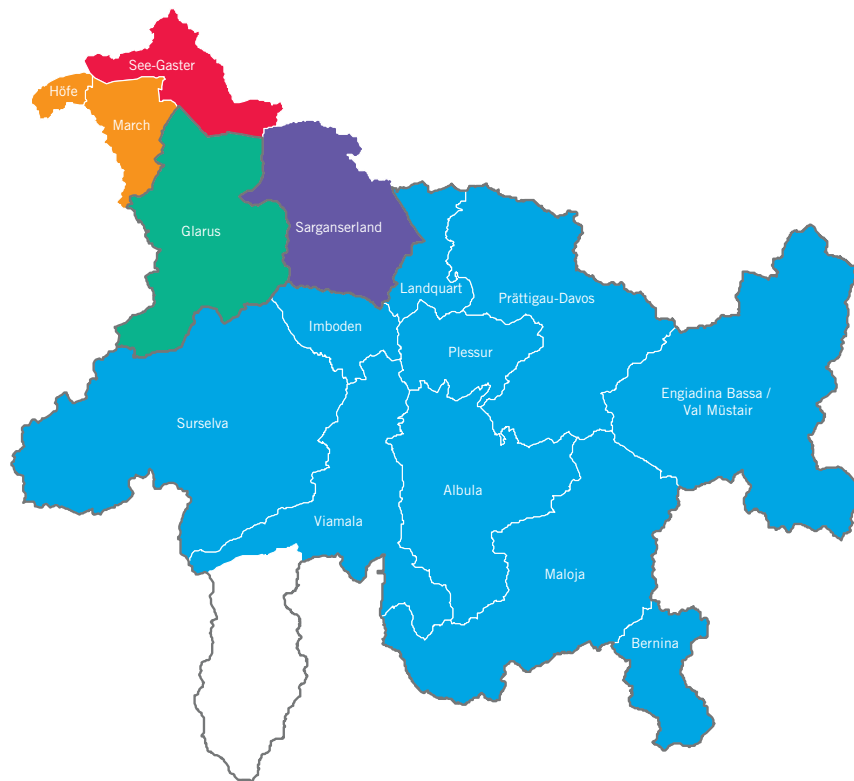 See-Gaster
Höfe
March
Glarus
Sarganserland
Landquart
Prättigau-Davos
Imboden
Plessur
Engiadina Bassa /
Val Müstair
Surselva
Albula
Viamala
Maloja
Bernina